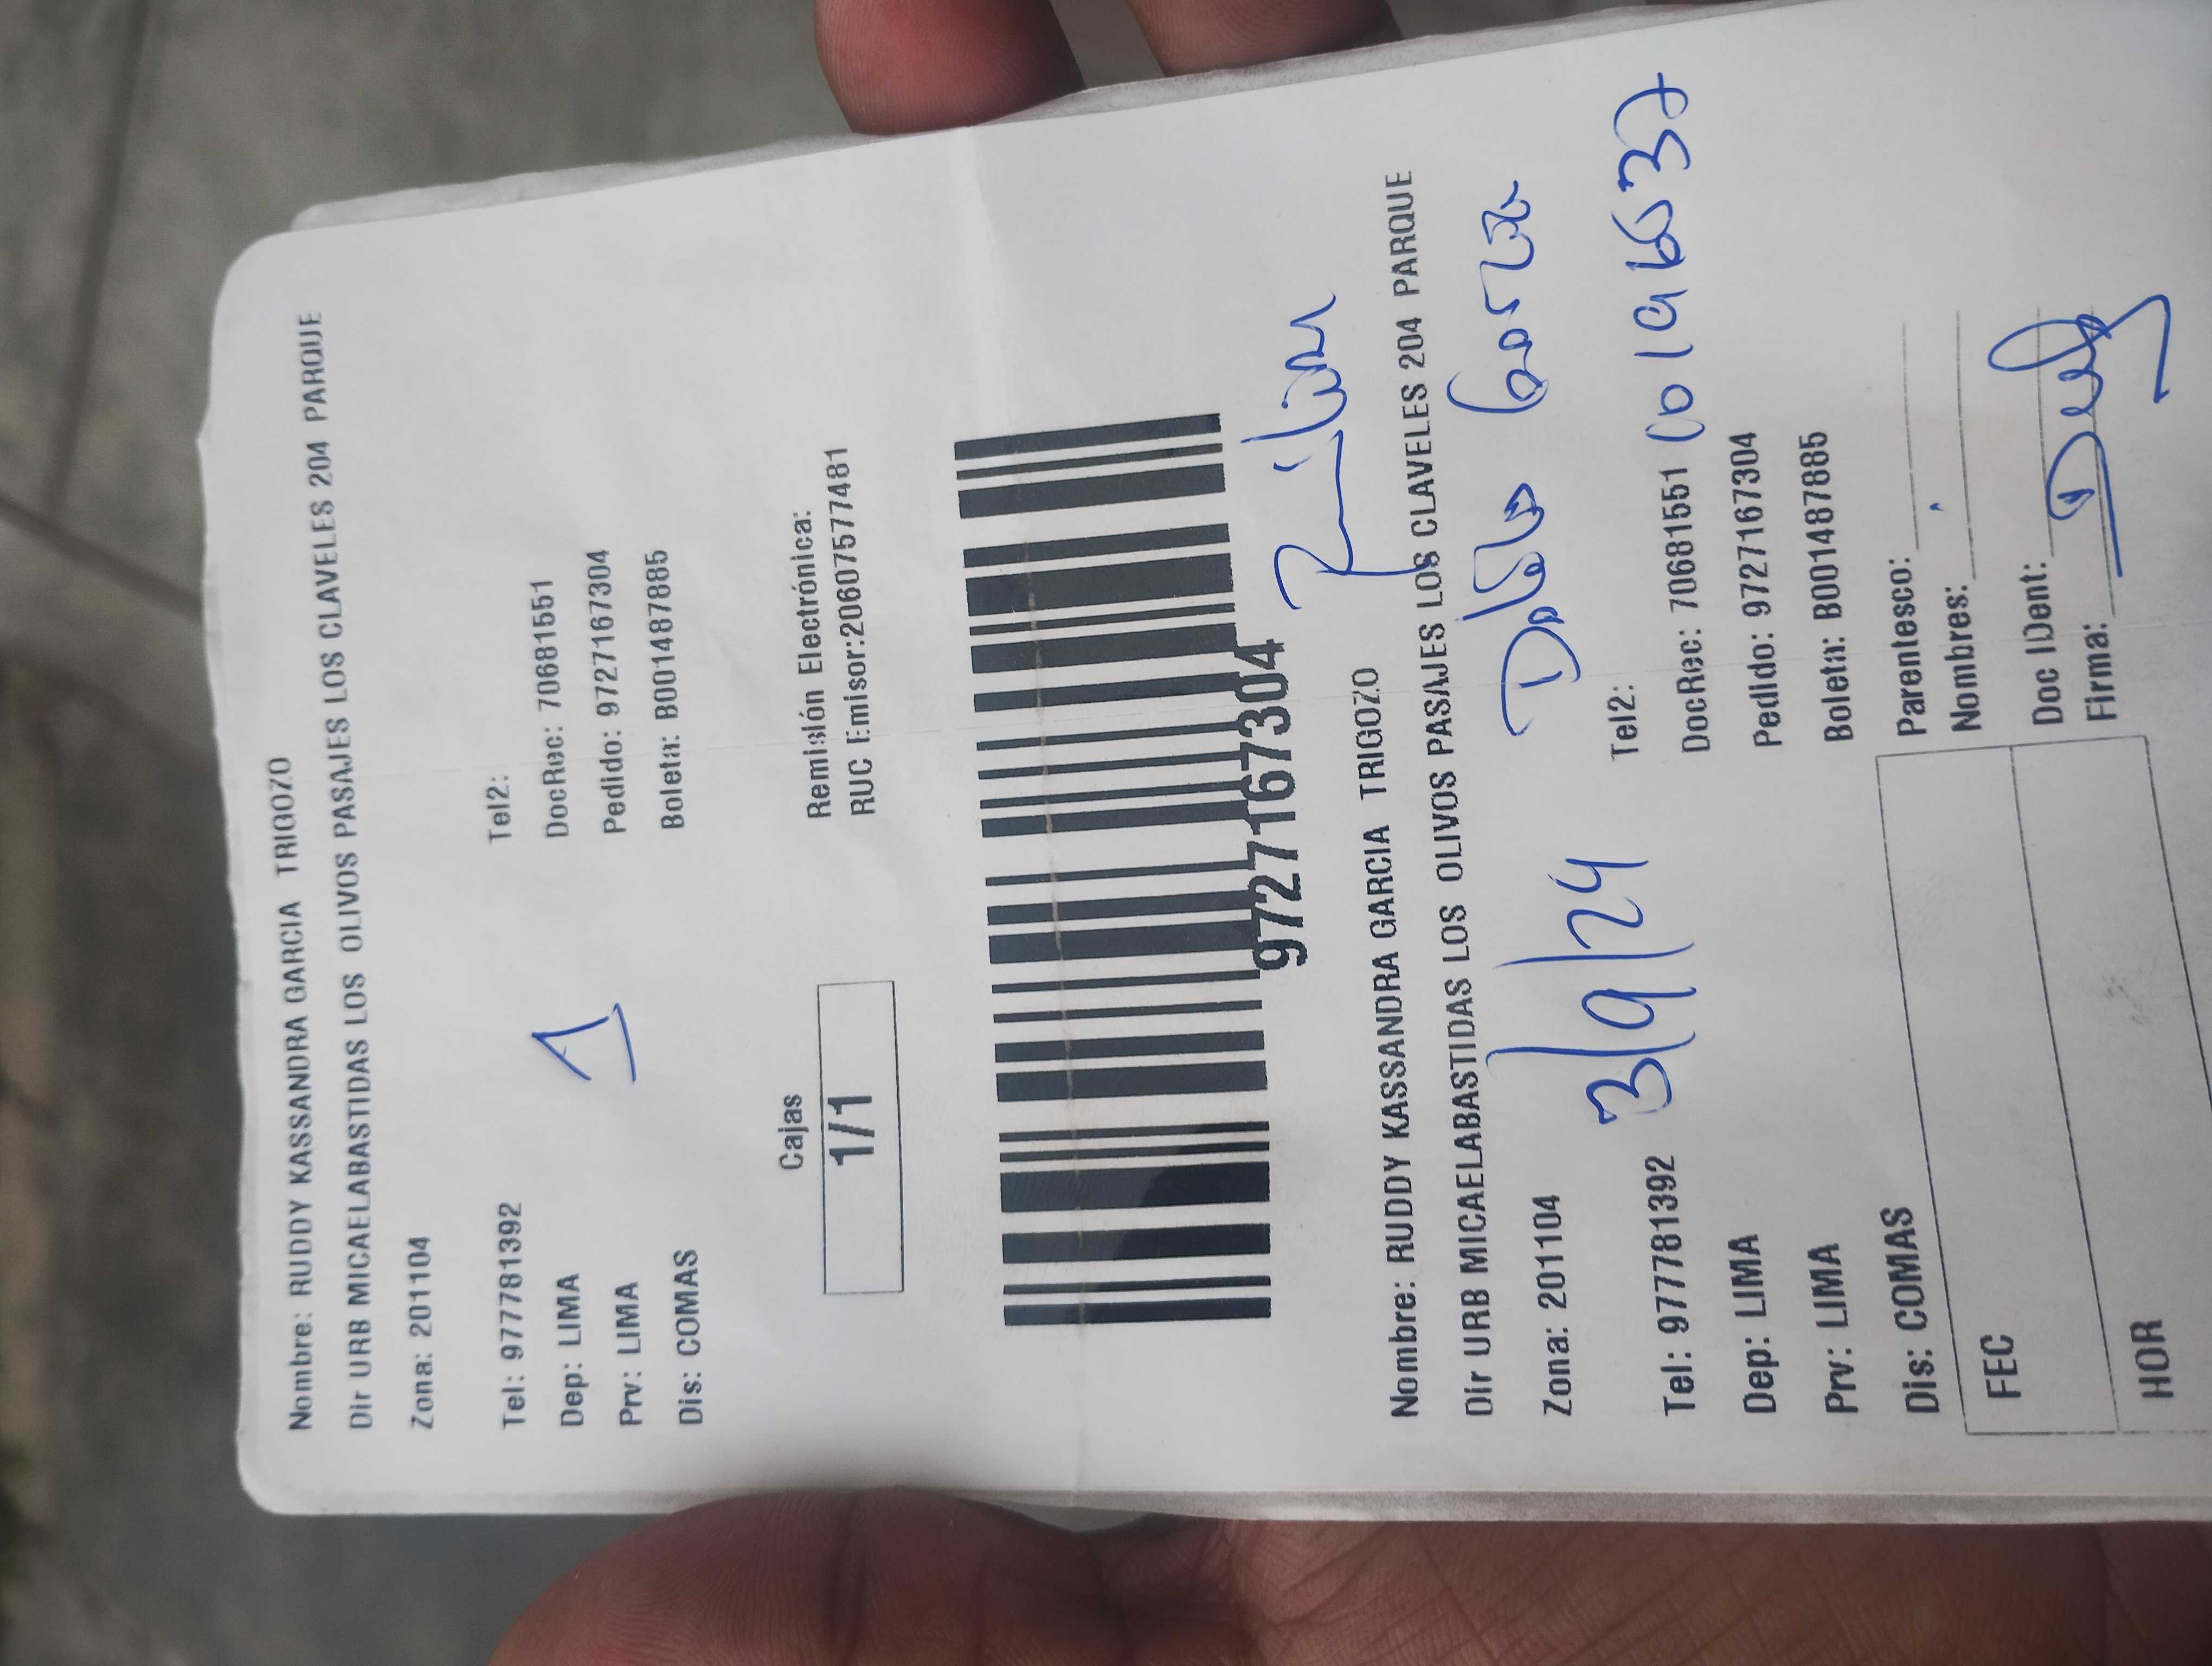 Nombre: RUDDY KASSANDRA GARCIA TRIGOZO
Dir URB MICAELABASTIDAS LOS OLIVOS PASAJES LOS CLAVELES 204 PARQUE
Zona: 201104
Tel: 977781392 Tel2:
Dep: LIMA 1 DocRec: 70681551
Prv: LIMA Pedido: 9727167304
Dis: COMAS Boleta: B001487885
Cajas Remisión Electrónica:
1/1 RUC Emisor:20607577481
9727167304
Nombre: RUDDY KASSANDRA GARCIA TRIGOZO
Dir URB MICAELABASTIDAS LOS OLIVOS PASAJES LOS CLAVELES 204 PARQUE
Zona: 201104
3/9/24 Tel2:
Tel: 977781392 DocRec: 70681551
Dep: LIMA Pedido: 9727167304
Prv: LIMA Boleta: B001487885
Dis: COMAS Parentesco:
Nombres:
FEC Doc IDent:
Firma:
HOR